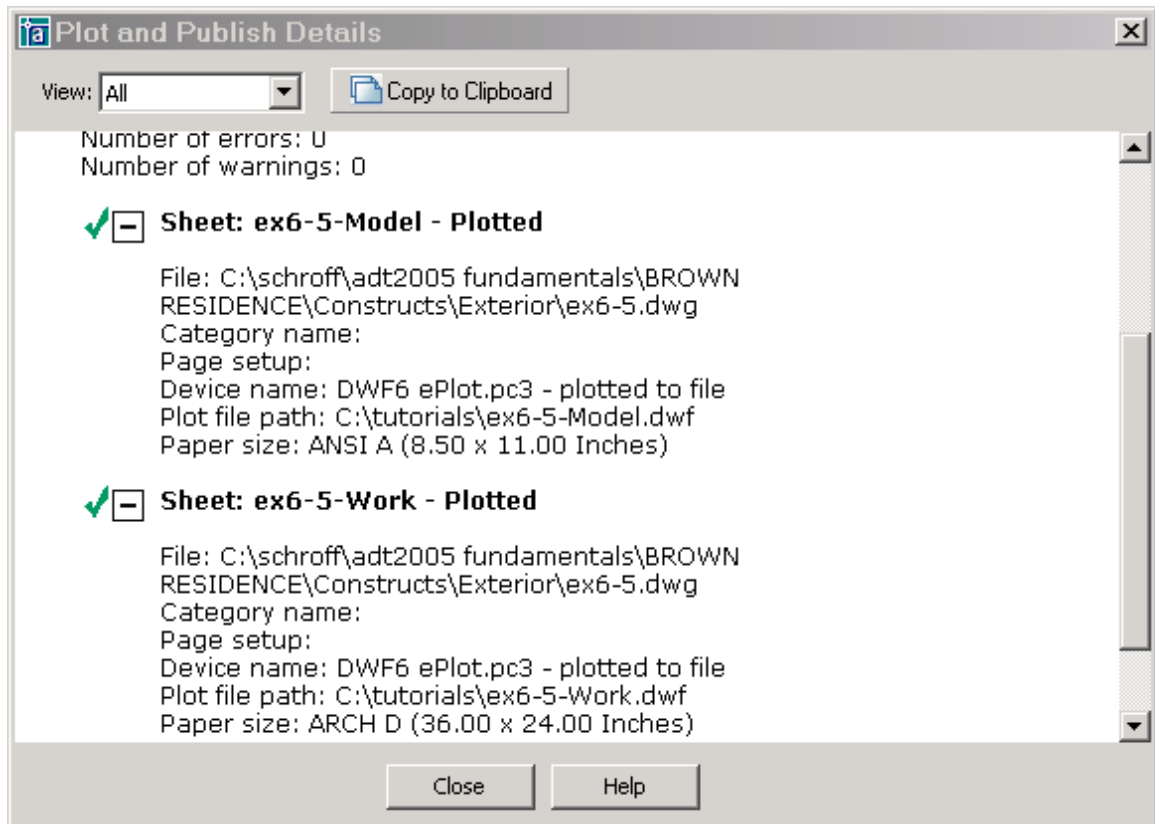 Plot and Publish Details
View: All
Copy to Clipboard
Number of errors: 0
Number of warnings: 0
Sheet: ex6-5-Model - Plotted
File: C:\schroff\adt2005 fundamentals\BROWN
RESIDENCE\Constructs\Exterior\ex6-5.dwg
Category name:
Page setup:
Device name: DWF6 ePlot.pc3 - plotted to file
Plot file path: C:\tutorials\ex6-5-Model.dwf
Paper size: ANSI A (8.50 x 11.00 Inches)
Sheet: ex6-5-Work - Plotted
File: C:\schroff\adt2005 fundamentals\BROWN
RESIDENCE\Constructs\Exterior\ex6-5.dwg
Category name:
Page setup:
Device name: DWF6 ePlot.pc3 - plotted to file
Plot file path: C:\tutorials\ex6-5-Work.dwf
Paper size: ARCH D (36.00 x 24.00 Inches)
Close
Help